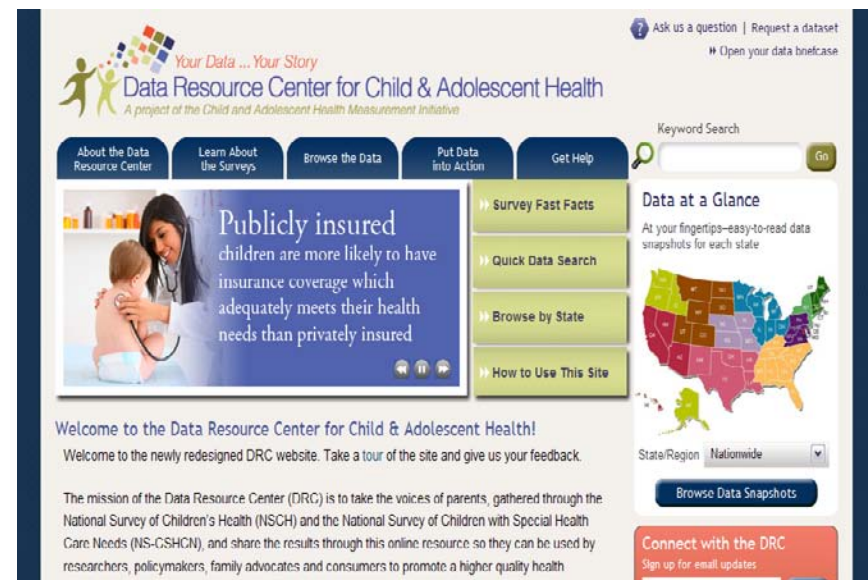 Ask us a question | Request a dataset
Open your data briefcase
Your Data ... Your Story
Data Resource Center for Child & Adolescent Health
A project of the Child and Adolescent Health Measurement Initiative
Keyword Search
Go
About the Data
Resource Center
Learn About
the Surveys
Browse the Data
Put Data
into Action
Get Help
Publicly insured
children are more likely to have
insurance coverage which
adequately meets their health
needs than privately insured
Survey Fast Facts
Quick Data Search
Browse by State
How to Use This Site
Data at a Glance
At your fingertips–easy-to-read data
snapshots for each state
State/Region Nationwide
Browse Data Snapshots
Connect with the DRC
Sign up for email updates
Welcome to the Data Resource Center for Child & Adolescent Health!
Welcome to the newly redesigned DRC website. Take a tour of the site and give us your feedback.
The mission of the Data Resource Center (DRC) is to take the voices of parents, gathered through the
National Survey of Children's Health (NSCH) and the National Survey of Children with Special Health
Care Needs (NS-CSHCN), and share the results through this online resource so they can be used by
researchers, policymakers, family advocates and consumers to promote a higher quality health